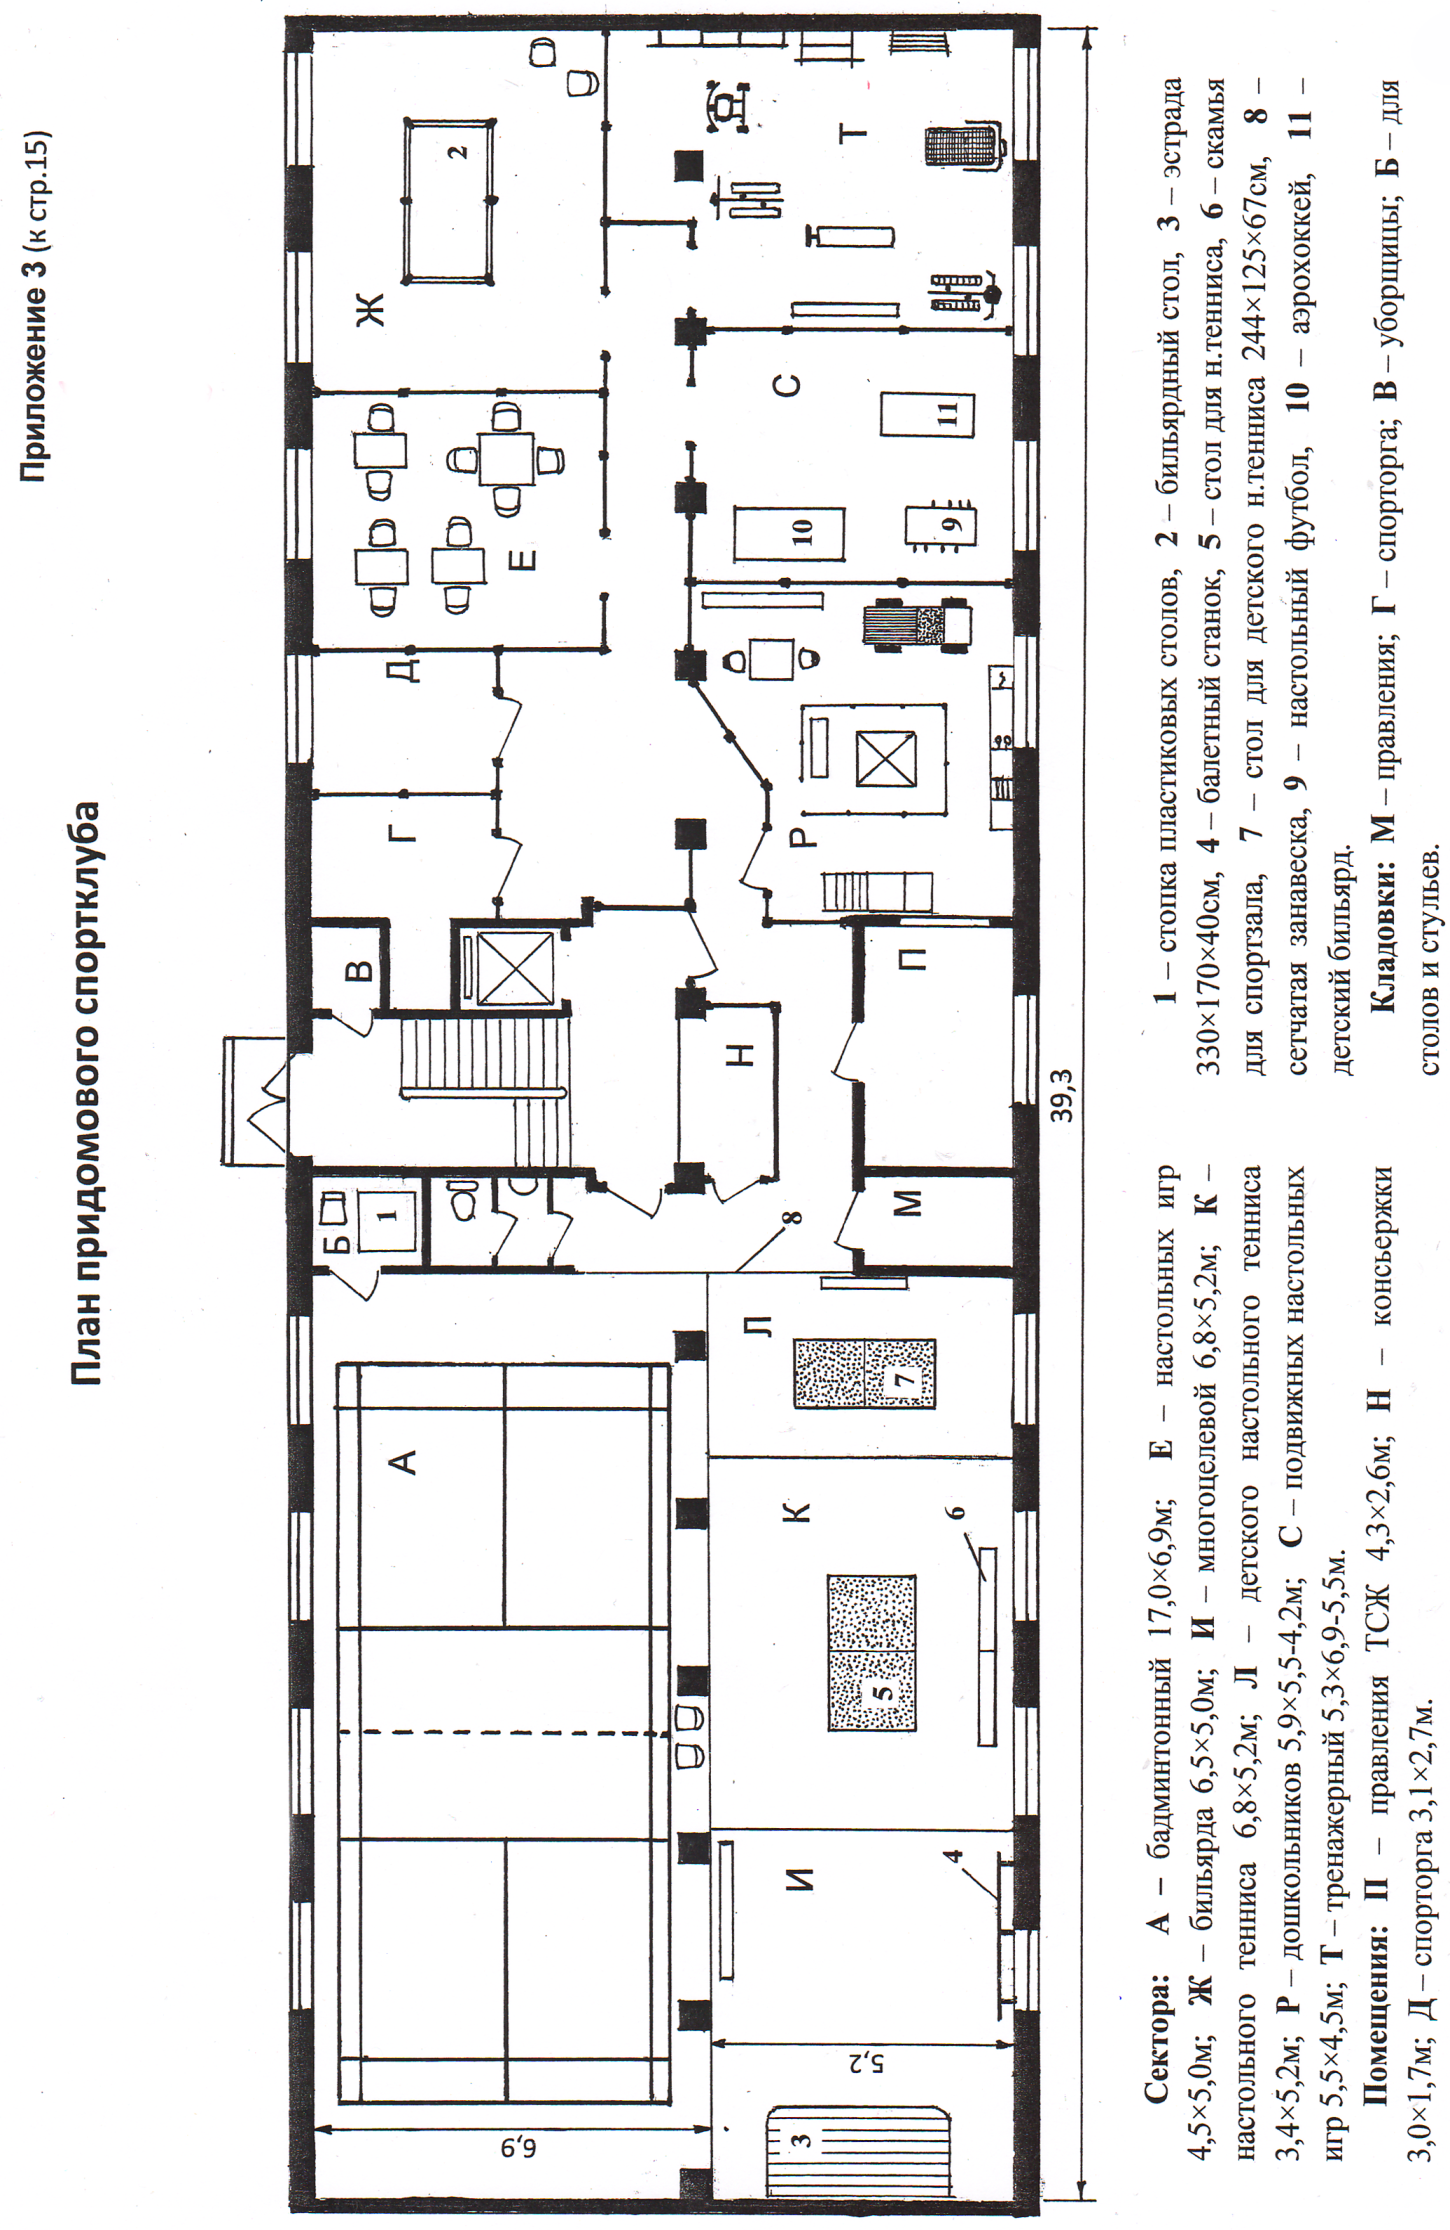 Приложение 3 (к стр.15)
План придомового спортклуба
Б
1
В
Г
Д
Е
Ж
2
А
6,9
Н
8
Л
7
К
5
6
И
4
5,2
3
М
П
Р
С
10
9
11
Т
39,3
Сектора: А – бадминтонный 17,0×6,9м; Е – настольных игр
4,5×5,0м; Ж – бильярда 6,5×5,0м; И – многоцелевой 6,8×5,2м; К –
настольного тенниса 6,8×5,2м; Л – детского настольного тенниса
3,4×5,2м; Р – дошкольников 5,9×5,5-4,2м; С – подвижных настольных
игр 5,5×4,5м; Т – тренажерный 5,3×6,9-5,5м.
Помещения: П – правления ТСЖ 4,3×2,6м; Н – консьержки
3,0×1,7м; Д – спорторга 3,1×2,7м.
1 – стопка пластиковых столов, 2 – бильярдный стол, 3 – эстрада
330×170×40см, 4 – балетный станок, 5 – стол для н.тенниса, 6 – скамья
для спортзала, 7 – стол для детского н.тенниса 244×125×67см, 8 –
сетчатая занавеска, 9 – настольный футбол, 10 – аэрохоккей, 11 –
детский бильярд.
Кладовки: М – правления; Г – спорторга; В – уборщицы; Б – для
столов и стульев.